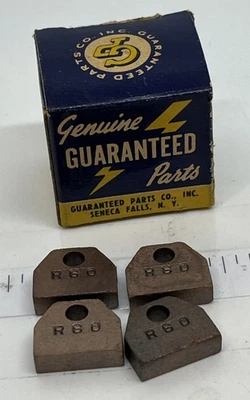 GUARANTEED PARTS CO., INC.
GP
Genuine
GUARANTEED
Parts
GUARANTEED PARTS CO., INC.
SENECA FALLS, N. Y.
R60
R60
R60
R60